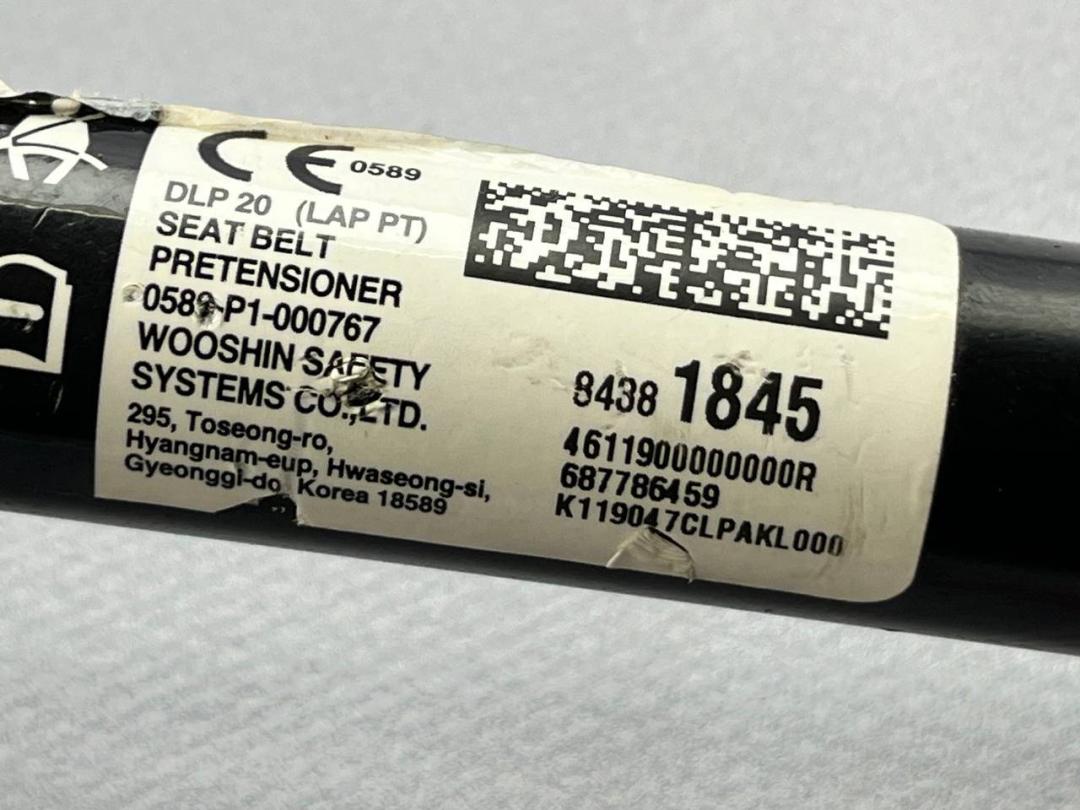 CE 0589
DLP 20 (LAP PT)
SEAT BELT
PRETENSIONER
0589-P1-000767
WOOSHIN SAFETY
SYSTEMS CO.,LTD.
295, Toseong-ro,
Hyangnam-eup, Hwaseong-si,
Gyeonggi-do, Korea 18589
8438 1845
4611900000000R
687786459
K119047CLPAKL000